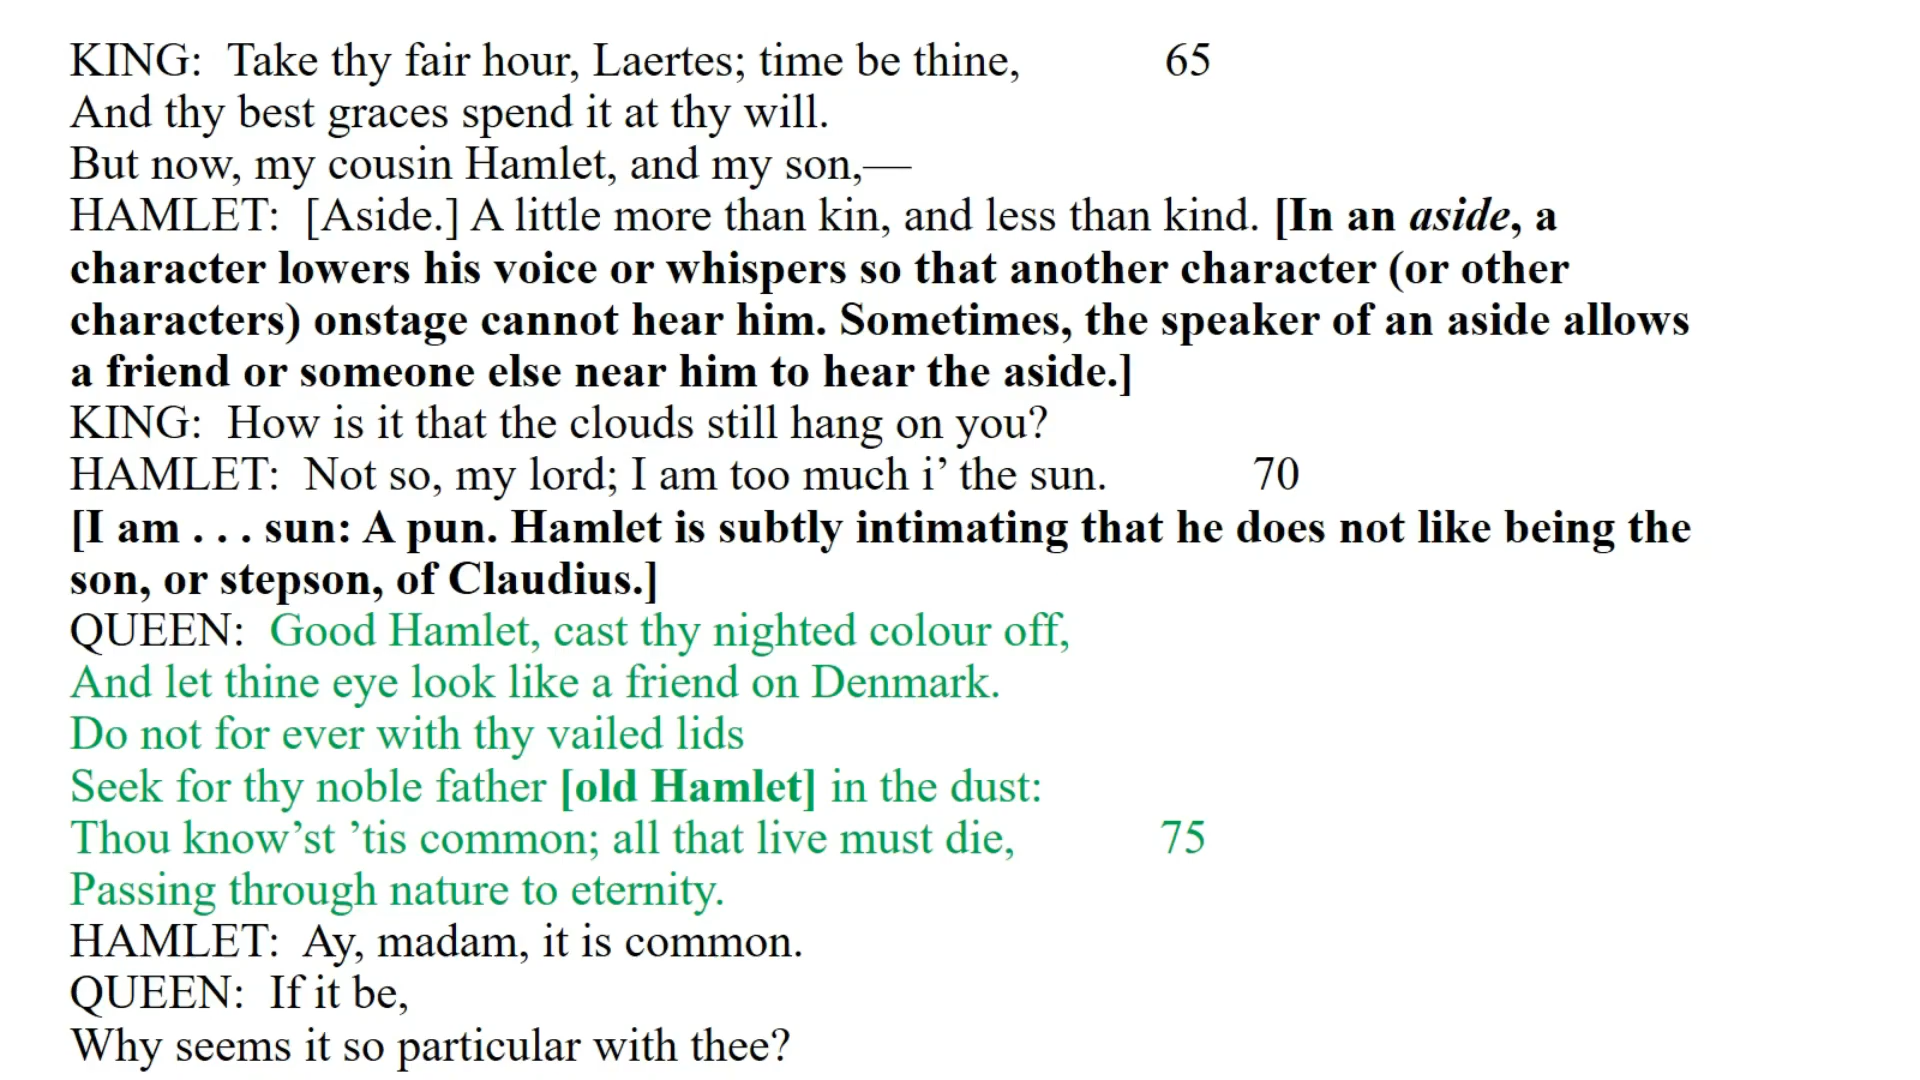 KING:  Take thy fair hour, Laertes; time be thine, 65
And thy best graces spend it at thy will.
But now, my cousin Hamlet, and my son,—
HAMLET:  [Aside.] A little more than kin, and less than kind. [In an aside, a
character lowers his voice or whispers so that another character (or other
characters) onstage cannot hear him. Sometimes, the speaker of an aside allows
a friend or someone else near him to hear the aside.]
KING:  How is it that the clouds still hang on you?
HAMLET:  Not so, my lord; I am too much i’ the sun. 70
[I am . . . sun: A pun. Hamlet is subtly intimating that he does not like being the
son, or stepson, of Claudius.]
QUEEN:  Good Hamlet, cast thy nighted colour off,
And let thine eye look like a friend on Denmark.
Do not for ever with thy vailed lids
Seek for thy noble father [old Hamlet] in the dust:
Thou know’st ’tis common; all that live must die, 75
Passing through nature to eternity.
HAMLET:  Ay, madam, it is common.
QUEEN:  If it be,
Why seems it so particular with thee?